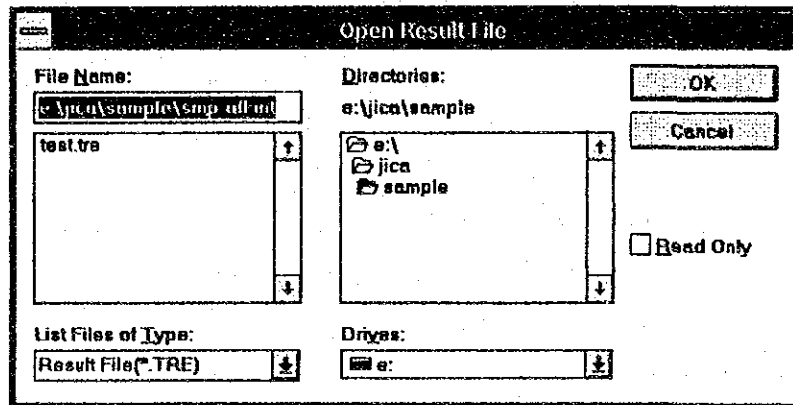 Open Result File
File Name:
Directories:
OK
e:\jica\sample
Cancel
test.tre
e:\
jica
sample
Read Only
List Files of Type:
Drives:
Result File(*.TRE)
e: